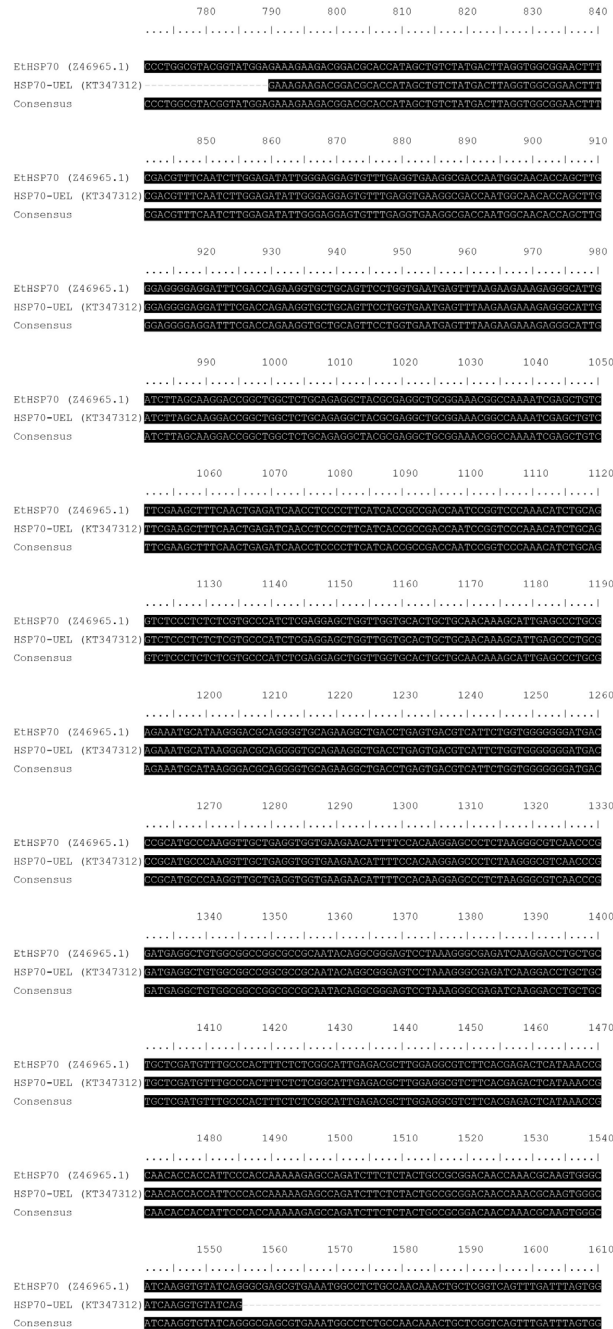 780 790 800 810 820 830 840
....|....|....|....|....|....|....|....|....|....|....|....|....|....|
EtHSP70 (Z46965.1) CCCTGGCGTACGGTATGGAGAAAGAAGACGGACGCACCATAGCTGTCTATGACTTAGGTGGCGGAACTTT
HSP70-UEL (KT347312) -------------------GAAAGAAGACGGACGCACCATAGCTGTCTATGACTTAGGTGGCGGAACTTT
Consensus CCCTGGCGTACGGTATGGAGAAAGAAGACGGACGCACCATAGCTGTCTATGACTTAGGTGGCGGAACTTT
850 860 870 880 890 900 910
....|....|....|....|....|....|....|....|....|....|....|....|....|....|
EtHSP70 (Z46965.1) CGACGTTTCAATCTTGGAGATATTGGGAGGAGTGTTTGAGGTGAAGGCGACCAATGGCAACACCAGCTTG
HSP70-UEL (KT347312) CGACGTTTCAATCTTGGAGATATTGGGAGGAGTGTTTGAGGTGAAGGCGACCAATGGCAACACCAGCTTG
Consensus CGACGTTTCAATCTTGGAGATATTGGGAGGAGTGTTTGAGGTGAAGGCGACCAATGGCAACACCAGCTTG
920 930 940 950 960 970 980
....|....|....|....|....|....|....|....|....|....|....|....|....|....|
EtHSP70 (Z46965.1) GGAGGGGAGGATTTCGACCAGAAGGTGCTGCAGTTCCTGGTGAATGAGTTTAAGAAGAAAGAGGGCATTG
HSP70-UEL (KT347312) GGAGGGGAGGATTTCGACCAGAAGGTGCTGCAGTTCCTGGTGAATGAGTTTAAGAAGAAAGAGGGCATTG
Consensus GGAGGGGAGGATTTCGACCAGAAGGTGCTGCAGTTCCTGGTGAATGAGTTTAAGAAGAAAGAGGGCATTG
990 1000 1010 1020 1030 1040 1050
....|....|....|....|....|....|....|....|....|....|....|....|....|....|
EtHSP70 (Z46965.1) ATCTTAGCAAGGACCGGCTGGCTCTGCAGAGGCTACGCGAGGCTGCGGAAACGGCCAAAATCGAGCTGTC
HSP70-UEL (KT347312) ATCTTAGCAAGGACCGGCTGGCTCTGCAGAGGCTACGCGAGGCTGCGGAAACGGCCAAAATCGAGCTGTC
Consensus ATCTTAGCAAGGACCGGCTGGCTCTGCAGAGGCTACGCGAGGCTGCGGAAACGGCCAAAATCGAGCTGTC
1060 1070 1080 1090 1100 1110 1120
....|....|....|....|....|....|....|....|....|....|....|....|....|....|
EtHSP70 (Z46965.1) TTCGAAGCTTTCAACTGAGATCAACCTCCCCTTCATCACCGCCGACCAATCCGGTCCCAAACATCTGCAG
HSP70-UEL (KT347312) TTCGAAGCTTTCAACTGAGATCAACCTCCCCTTCATCACCGCCGACCAATCCGGTCCCAAACATCTGCAG
Consensus TTCGAAGCTTTCAACTGAGATCAACCTCCCCTTCATCACCGCCGACCAATCCGGTCCCAAACATCTGCAG
1130 1140 1150 1160 1170 1180 1190
....|....|....|....|....|....|....|....|....|....|....|....|....|....|
EtHSP70 (Z46965.1) GTCTCCCTCTCTCGTGCCCATCTCGAGGAGCTGGTTGGTGCACTGCTGCAACAAAGCATTGAGCCCTGCG
HSP70-UEL (KT347312) GTCTCCCTCTCTCGTGCCCATCTCGAGGAGCTGGTTGGTGCACTGCTGCAACAAAGCATTGAGCCCTGCG
Consensus GTCTCCCTCTCTCGTGCCCATCTCGAGGAGCTGGTTGGTGCACTGCTGCAACAAAGCATTGAGCCCTGCG
1200 1210 1220 1230 1240 1250 1260
....|....|....|....|....|....|....|....|....|....|....|....|....|....|
EtHSP70 (Z46965.1) AGAAATGCATAAGGGACGCAGGGGTGCAGAAGGCTGACCTGAGTGACGTCATTCTGGTGGGGGGGATGAC
HSP70-UEL (KT347312) AGAAATGCATAAGGGACGCAGGGGTGCAGAAGGCTGACCTGAGTGACGTCATTCTGGTGGGGGGGATGAC
Consensus AGAAATGCATAAGGGACGCAGGGGTGCAGAAGGCTGACCTGAGTGACGTCATTCTGGTGGGGGGGATGAC
1270 1280 1290 1300 1310 1320 1330
....|....|....|....|....|....|....|....|....|....|....|....|....|....|
EtHSP70 (Z46965.1) CCGCATGCCCAAGGTTGCTGAGGTGGTGAAGAACATTTTCCACAAGGAGCCCTCTAAGGGCGTCAACCCG
HSP70-UEL (KT347312) CCGCATGCCCAAGGTTGCTGAGGTGGTGAAGAACATTTTCCACAAGGAGCCCTCTAAGGGCGTCAACCCG
Consensus CCGCATGCCCAAGGTTGCTGAGGTGGTGAAGAACATTTTCCACAAGGAGCCCTCTAAGGGCGTCAACCCG
1340 1350 1360 1370 1380 1390 1400
....|....|....|....|....|....|....|....|....|....|....|....|....|....|
EtHSP70 (Z46965.1) GATGAGGCTGTGGCGGCCGGCGCCGCAATACAGGCGGGAGTCCTAAAGGGCGAGATCAAGGACCTGCTGC
HSP70-UEL (KT347312) GATGAGGCTGTGGCGGCCGGCGCCGCAATACAGGCGGGAGTCCTAAAGGGCGAGATCAAGGACCTGCTGC
Consensus GATGAGGCTGTGGCGGCCGGCGCCGCAATACAGGCGGGAGTCCTAAAGGGCGAGATCAAGGACCTGCTGC
1410 1420 1430 1440 1450 1460 1470
....|....|....|....|....|....|....|....|....|....|....|....|....|....|
EtHSP70 (Z46965.1) TGCTCGATGTTTGCCCACTTTCTCTCGGCATTGAGACGCTTGGAGGCGTCTTCACGAGACTCATAAACCG
HSP70-UEL (KT347312) TGCTCGATGTTTGCCCACTTTCTCTCGGCATTGAGACGCTTGGAGGCGTCTTCACGAGACTCATAAACCG
Consensus TGCTCGATGTTTGCCCACTTTCTCTCGGCATTGAGACGCTTGGAGGCGTCTTCACGAGACTCATAAACCG
1480 1490 1500 1510 1520 1530 1540
....|....|....|....|....|....|....|....|....|....|....|....|....|....|
EtHSP70 (Z46965.1) CAACACCACCATTCCCACCAAAAAGAGCCAGATCTTCTCTACTGCCGCGGACAACCAAACGCAAGTGGGC
HSP70-UEL (KT347312) CAACACCACCATTCCCACCAAAAAGAGCCAGATCTTCTCTACTGCCGCGGACAACCAAACGCAAGTGGGC
Consensus CAACACCACCATTCCCACCAAAAAGAGCCAGATCTTCTCTACTGCCGCGGACAACCAAACGCAAGTGGGC
1550 1560 1570 1580 1590 1600 1610
....|....|....|....|....|....|....|....|....|....|....|....|....|....|
EtHSP70 (Z46965.1) ATCAAGGTGTATCAGGGCGAGCGTGAAATGGCCTCTGCCAACAAACTGCTCGGTCAGTTTGATTTAGTGG
HSP70-UEL (KT347312) ATCAAGGTGTATCAG-------------------------------------------------------
Consensus ATCAAGGTGTATCAGGGCGAGCGTGAAATGGCCTCTGCCAACAAACTGCTCGGTCAGTTTGATTTAGTGG